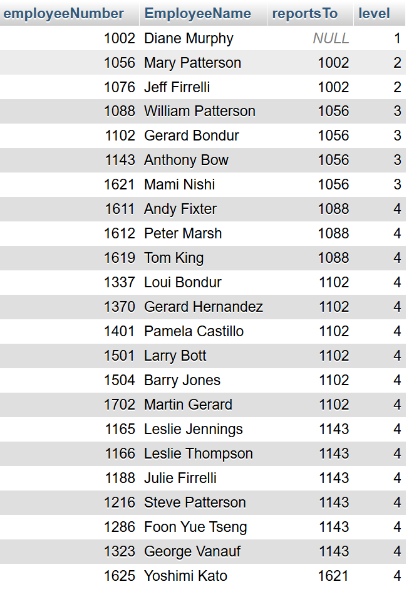 employeeNumber EmployeeName reportsTo level
1002 Diane Murphy NULL 1
1056 Mary Patterson 1002 2
1076 Jeff Firrelli 1002 2
1088 William Patterson 1056 3
1102 Gerard Bondur 1056 3
1143 Anthony Bow 1056 3
1621 Mami Nishi 1056 3
1611 Andy Fixter 1088 4
1612 Peter Marsh 1088 4
1619 Tom King 1088 4
1337 Loui Bondur 1102 4
1370 Gerard Hernandez 1102 4
1401 Pamela Castillo 1102 4
1501 Larry Bott 1102 4
1504 Barry Jones 1102 4
1702 Martin Gerard 1102 4
1165 Leslie Jennings 1143 4
1166 Leslie Thompson 1143 4
1188 Julie Firrelli 1143 4
1216 Steve Patterson 1143 4
1286 Foon Yue Tseng 1143 4
1323 George Vanauf 1143 4
1625 Yoshimi Kato 1621 4